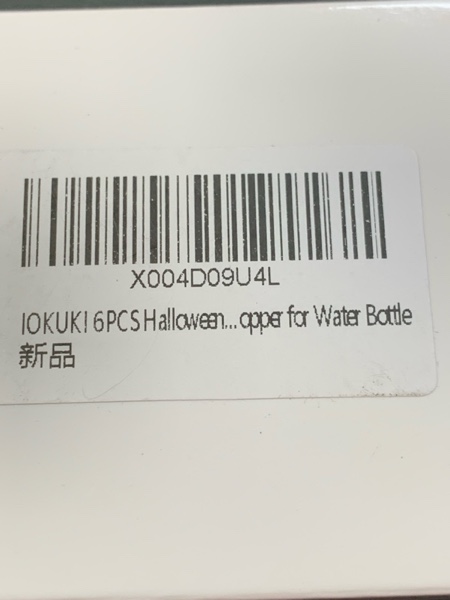 X004D09U4L
IOKUKI 6PCS Halloween...opper for Water Bottle
新品